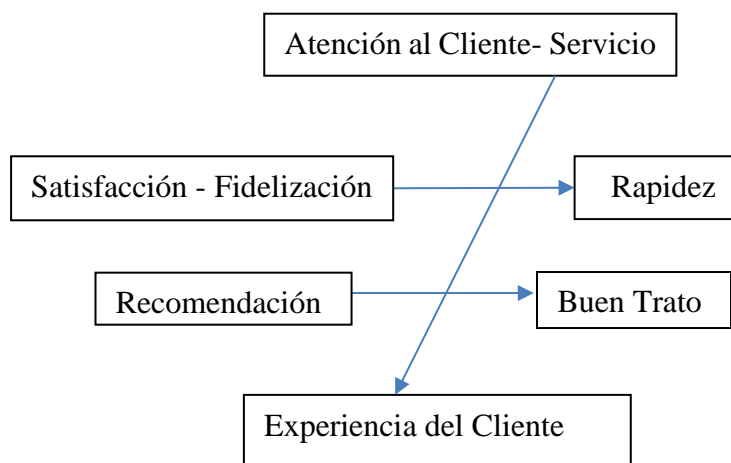 Atención al Cliente- Servicio
Satisfacción - Fidelización
Rapidez
Recomendación
Buen Trato
Experiencia del Cliente